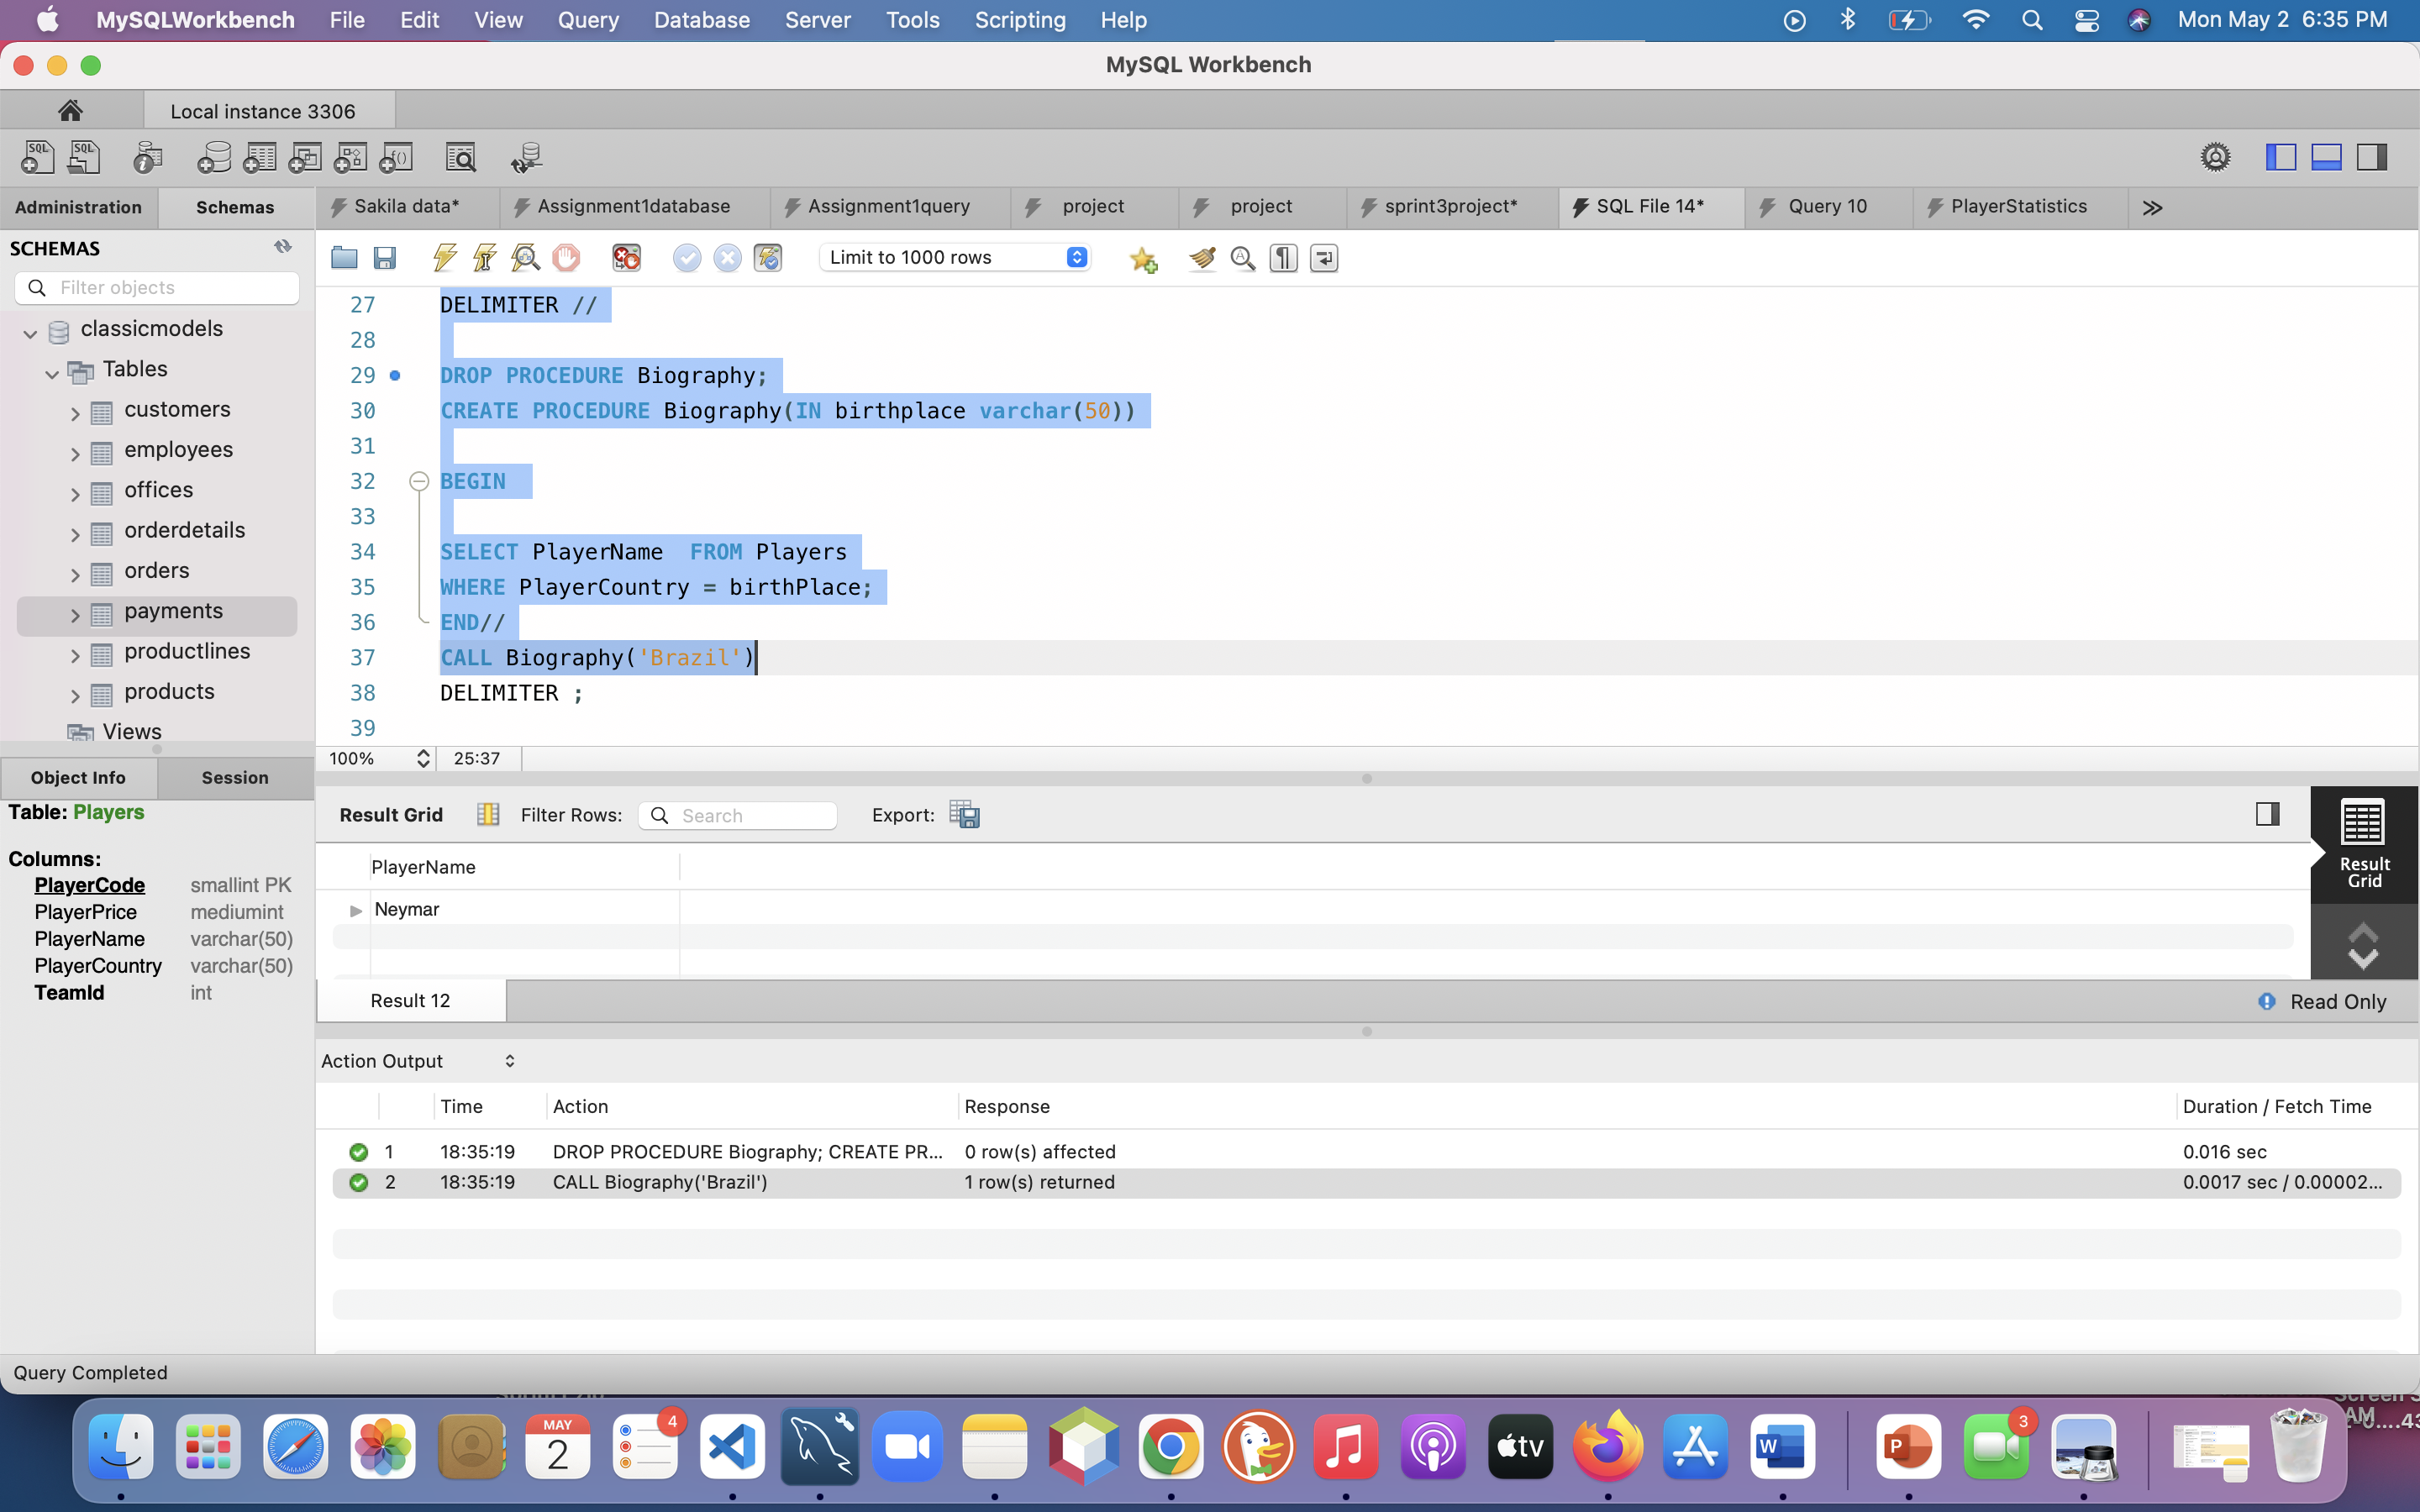 MySQLWorkbench File Edit View Query Database Server Tools Scripting Help Mon May 2 6:35 PM
MySQL Workbench
Local instance 3306
Administration Schemas Sakila data* Assignment1database Assignment1query project project sprint3project* SQL File 14* Query 10 PlayerStatistics
SCHEMAS
Limit to 1000 rows
Filter objects
classicmodels
Tables
customers
employees
offices
orderdetails
orders
payments
productlines
products
Views
27 DELIMITER //
28
29 DROP PROCEDURE Biography;
30 CREATE PROCEDURE Biography(IN birthplace varchar(50))
31
32 BEGIN
33
34 SELECT PlayerName  FROM Players
35 WHERE PlayerCountry = birthPlace;
36 END//
37 CALL Biography('Brazil')
38 DELIMITER ;
39
100% 25:37
Object Info Session
Table: Players
Columns:
PlayerCode smallint PK
PlayerPrice mediumint
PlayerName varchar(50)
PlayerCountry varchar(50)
TeamId int
Result Grid Filter Rows: Search Export:
PlayerName
Neymar
Result
Grid
Result 12 Read Only
Action Output
Time Action Response Duration / Fetch Time
1 18:35:19 DROP PROCEDURE Biography; CREATE PR... 0 row(s) affected 0.016 sec
2 18:35:19 CALL Biography('Brazil') 1 row(s) returned 0.0017 sec / 0.00002...
Query Completed
MAY
2
4
tv
W
P
3
AM